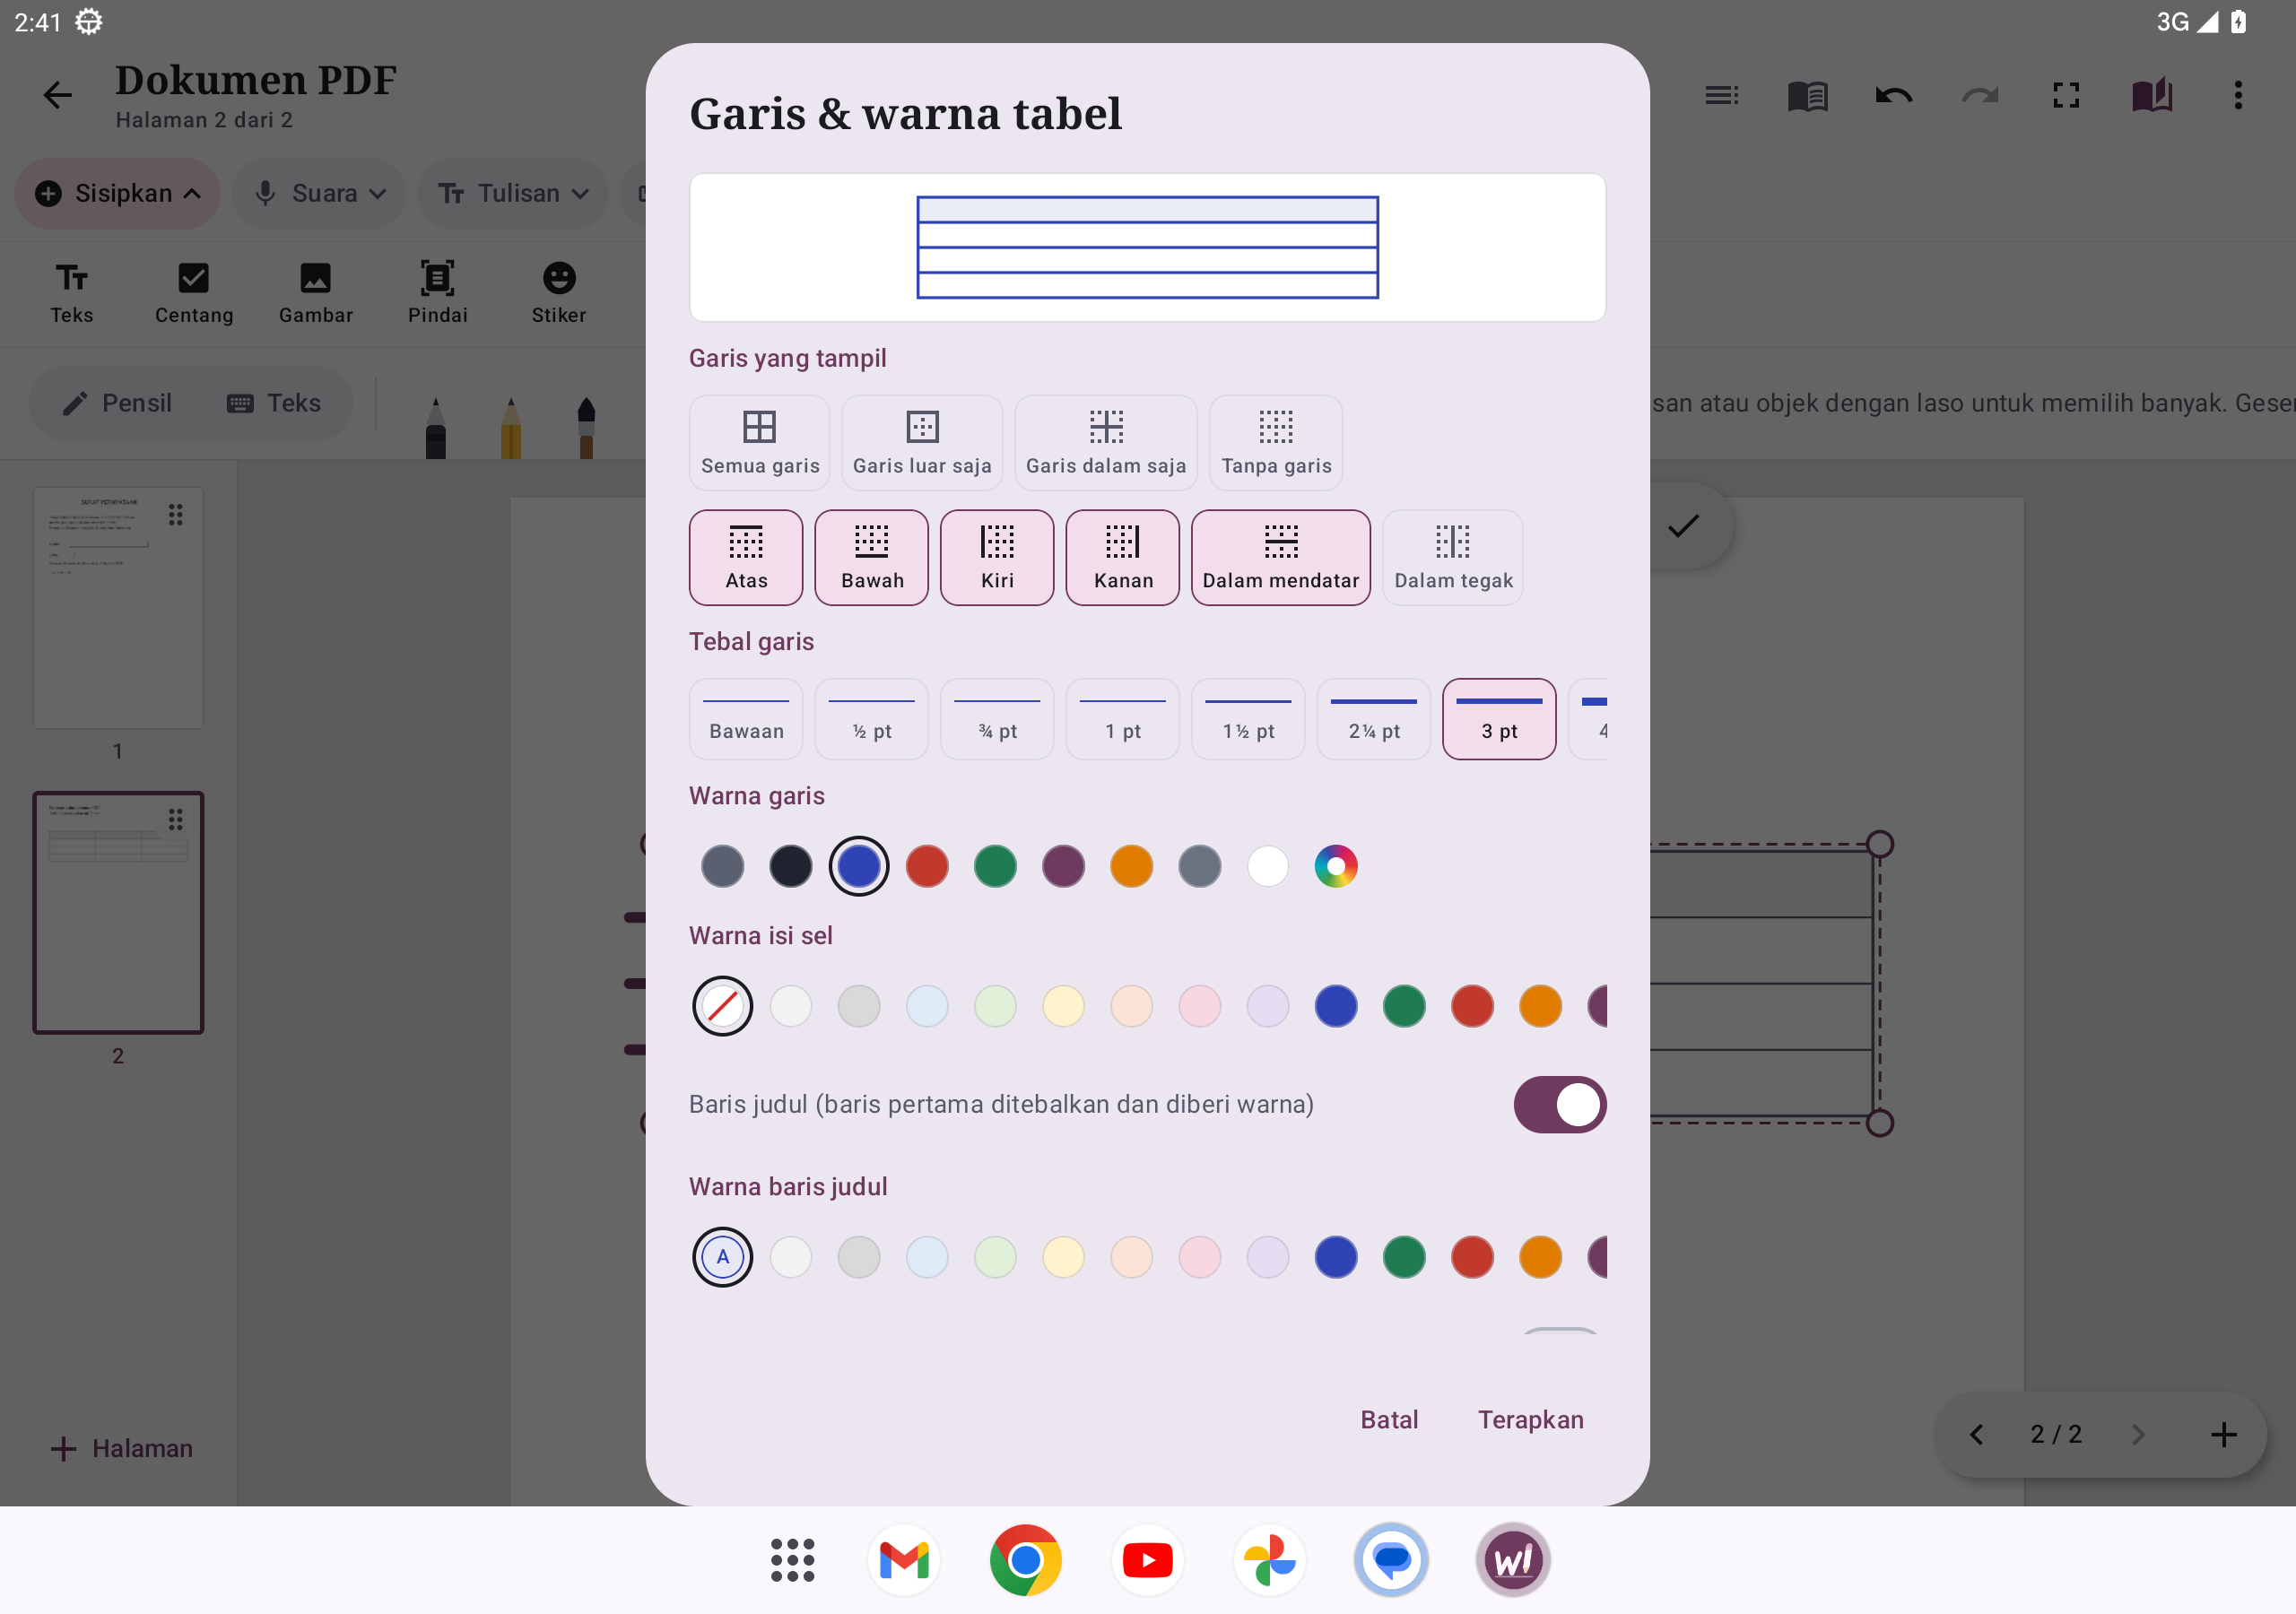 2:41
3G
Dokumen PDF
Halaman 2 dari 2
Sisipkan
Suara
Tulisan
Teks
Centang
Gambar
Pindai
Stiker
Pensil
Teks
san atau objek dengan laso untuk memilih banyak. Geser
SURAT PERNYATAAN
1
2
Halaman
Garis & warna tabel
Garis yang tampil
Semua garis
Garis luar saja
Garis dalam saja
Tanpa garis
Atas
Bawah
Kiri
Kanan
Dalam mendatar
Dalam tegak
Tebal garis
Bawaan
½ pt
¾ pt
1 pt
1½ pt
2¼ pt
3 pt
4
Warna garis
Warna isi sel
Baris judul (baris pertama ditebalkan dan diberi warna)
Warna baris judul
A
Batal
Terapkan
2 / 2